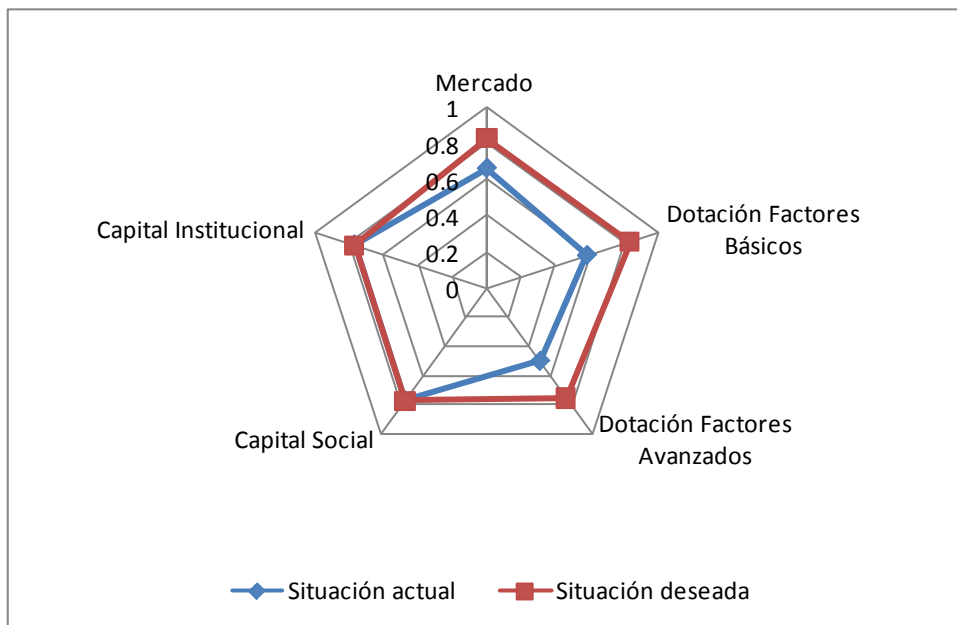 Mercado
1
0.8
0.6
0.4
0.2
0
Dotación Factores
Básicos
Dotación Factores
Avanzados
Capital Social
Capital Institucional
Situación actual
Situación deseada